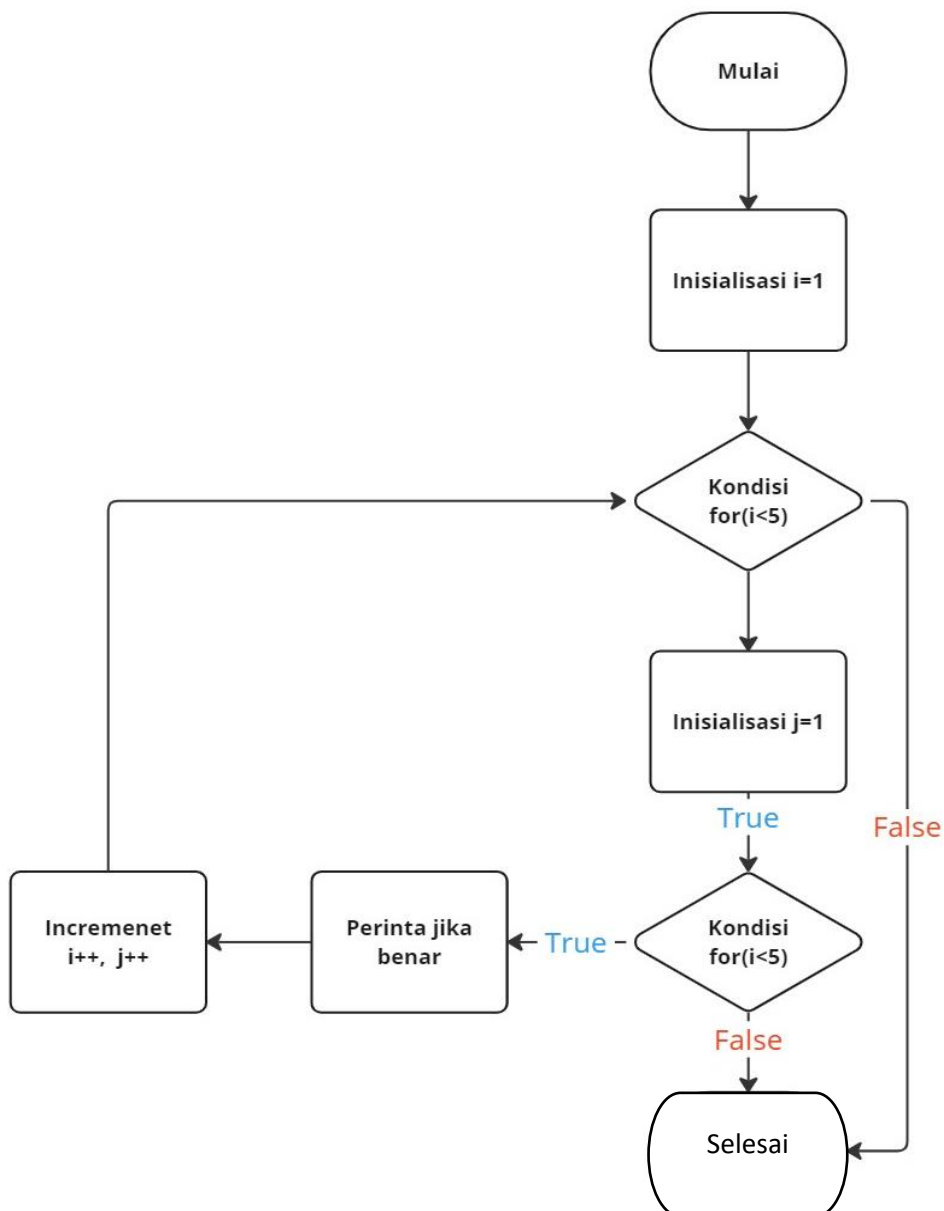 Mulai
Inisialisasi i=1
Kondisi
for(i<5)
Inisialisasi j=1
True
False
Kondisi
for(i<5)
True
Perinta jika
benar
Incremenet
i++, j++
False
Selesai